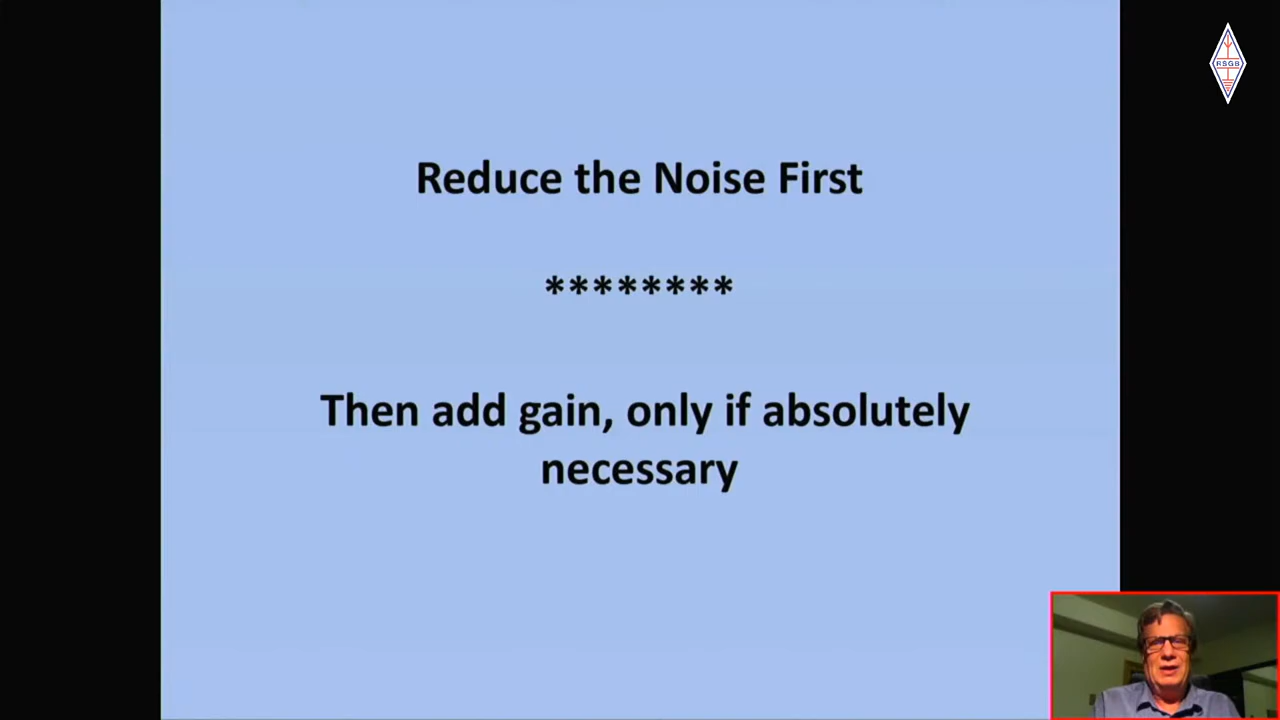 RSGB
Reduce the Noise First
********
Then add gain, only if absolutely
necessary